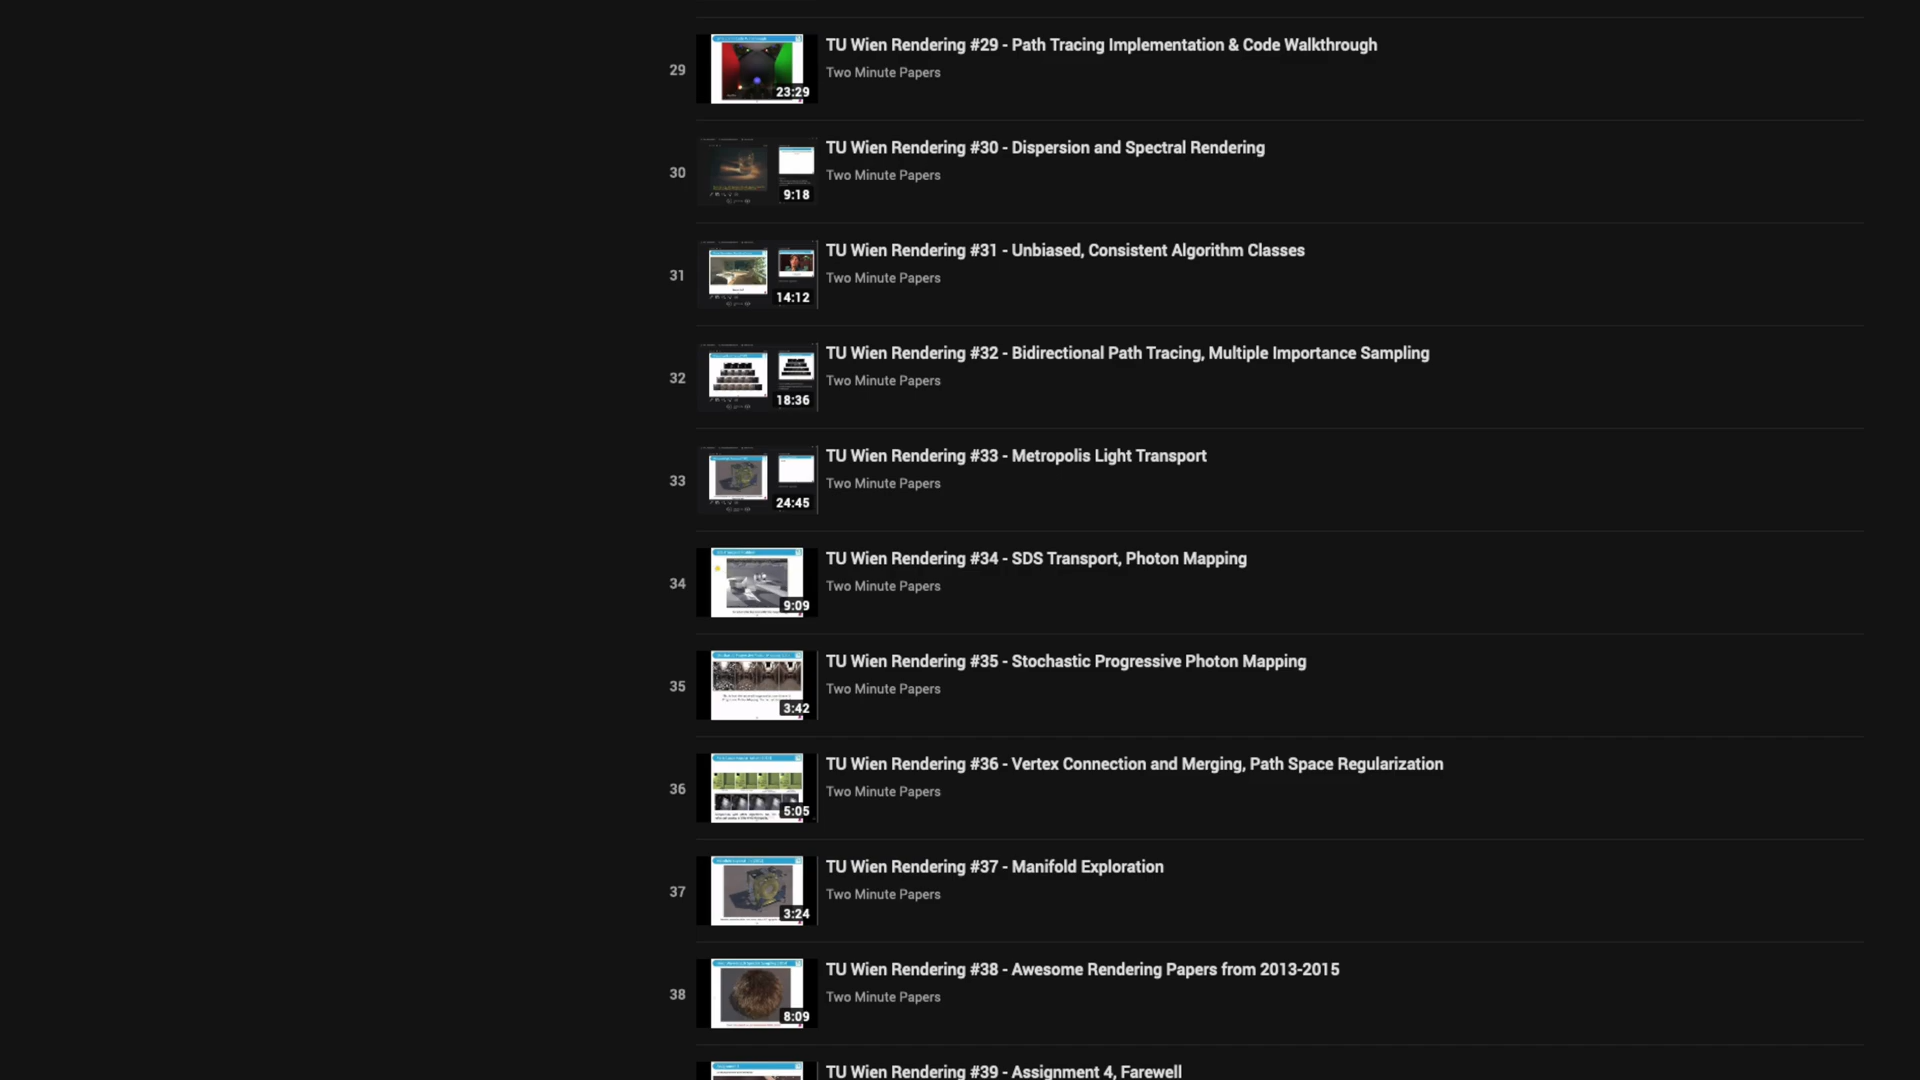 TU Wien Rendering #29 - Path Tracing Implementation & Code Walkthrough
29
Two Minute Papers
23:29
TU Wien Rendering #30 - Dispersion and Spectral Rendering
30
Two Minute Papers
9:18
TU Wien Rendering #31 - Unbiased, Consistent Algorithm Classes
31
Two Minute Papers
14:12
TU Wien Rendering #32 - Bidirectional Path Tracing, Multiple Importance Sampling
32
Two Minute Papers
18:36
TU Wien Rendering #33 - Metropolis Light Transport
33
Two Minute Papers
24:45
TU Wien Rendering #34 - SDS Transport, Photon Mapping
34
Two Minute Papers
9:09
TU Wien Rendering #35 - Stochastic Progressive Photon Mapping
35
Two Minute Papers
3:42
TU Wien Rendering #36 - Vertex Connection and Merging, Path Space Regularization
36
Two Minute Papers
5:05
TU Wien Rendering #37 - Manifold Exploration
37
Two Minute Papers
3:24
TU Wien Rendering #38 - Awesome Rendering Papers from 2013-2015
38
Two Minute Papers
8:09
TU Wien Rendering #39 - Assignment 4, Farewell